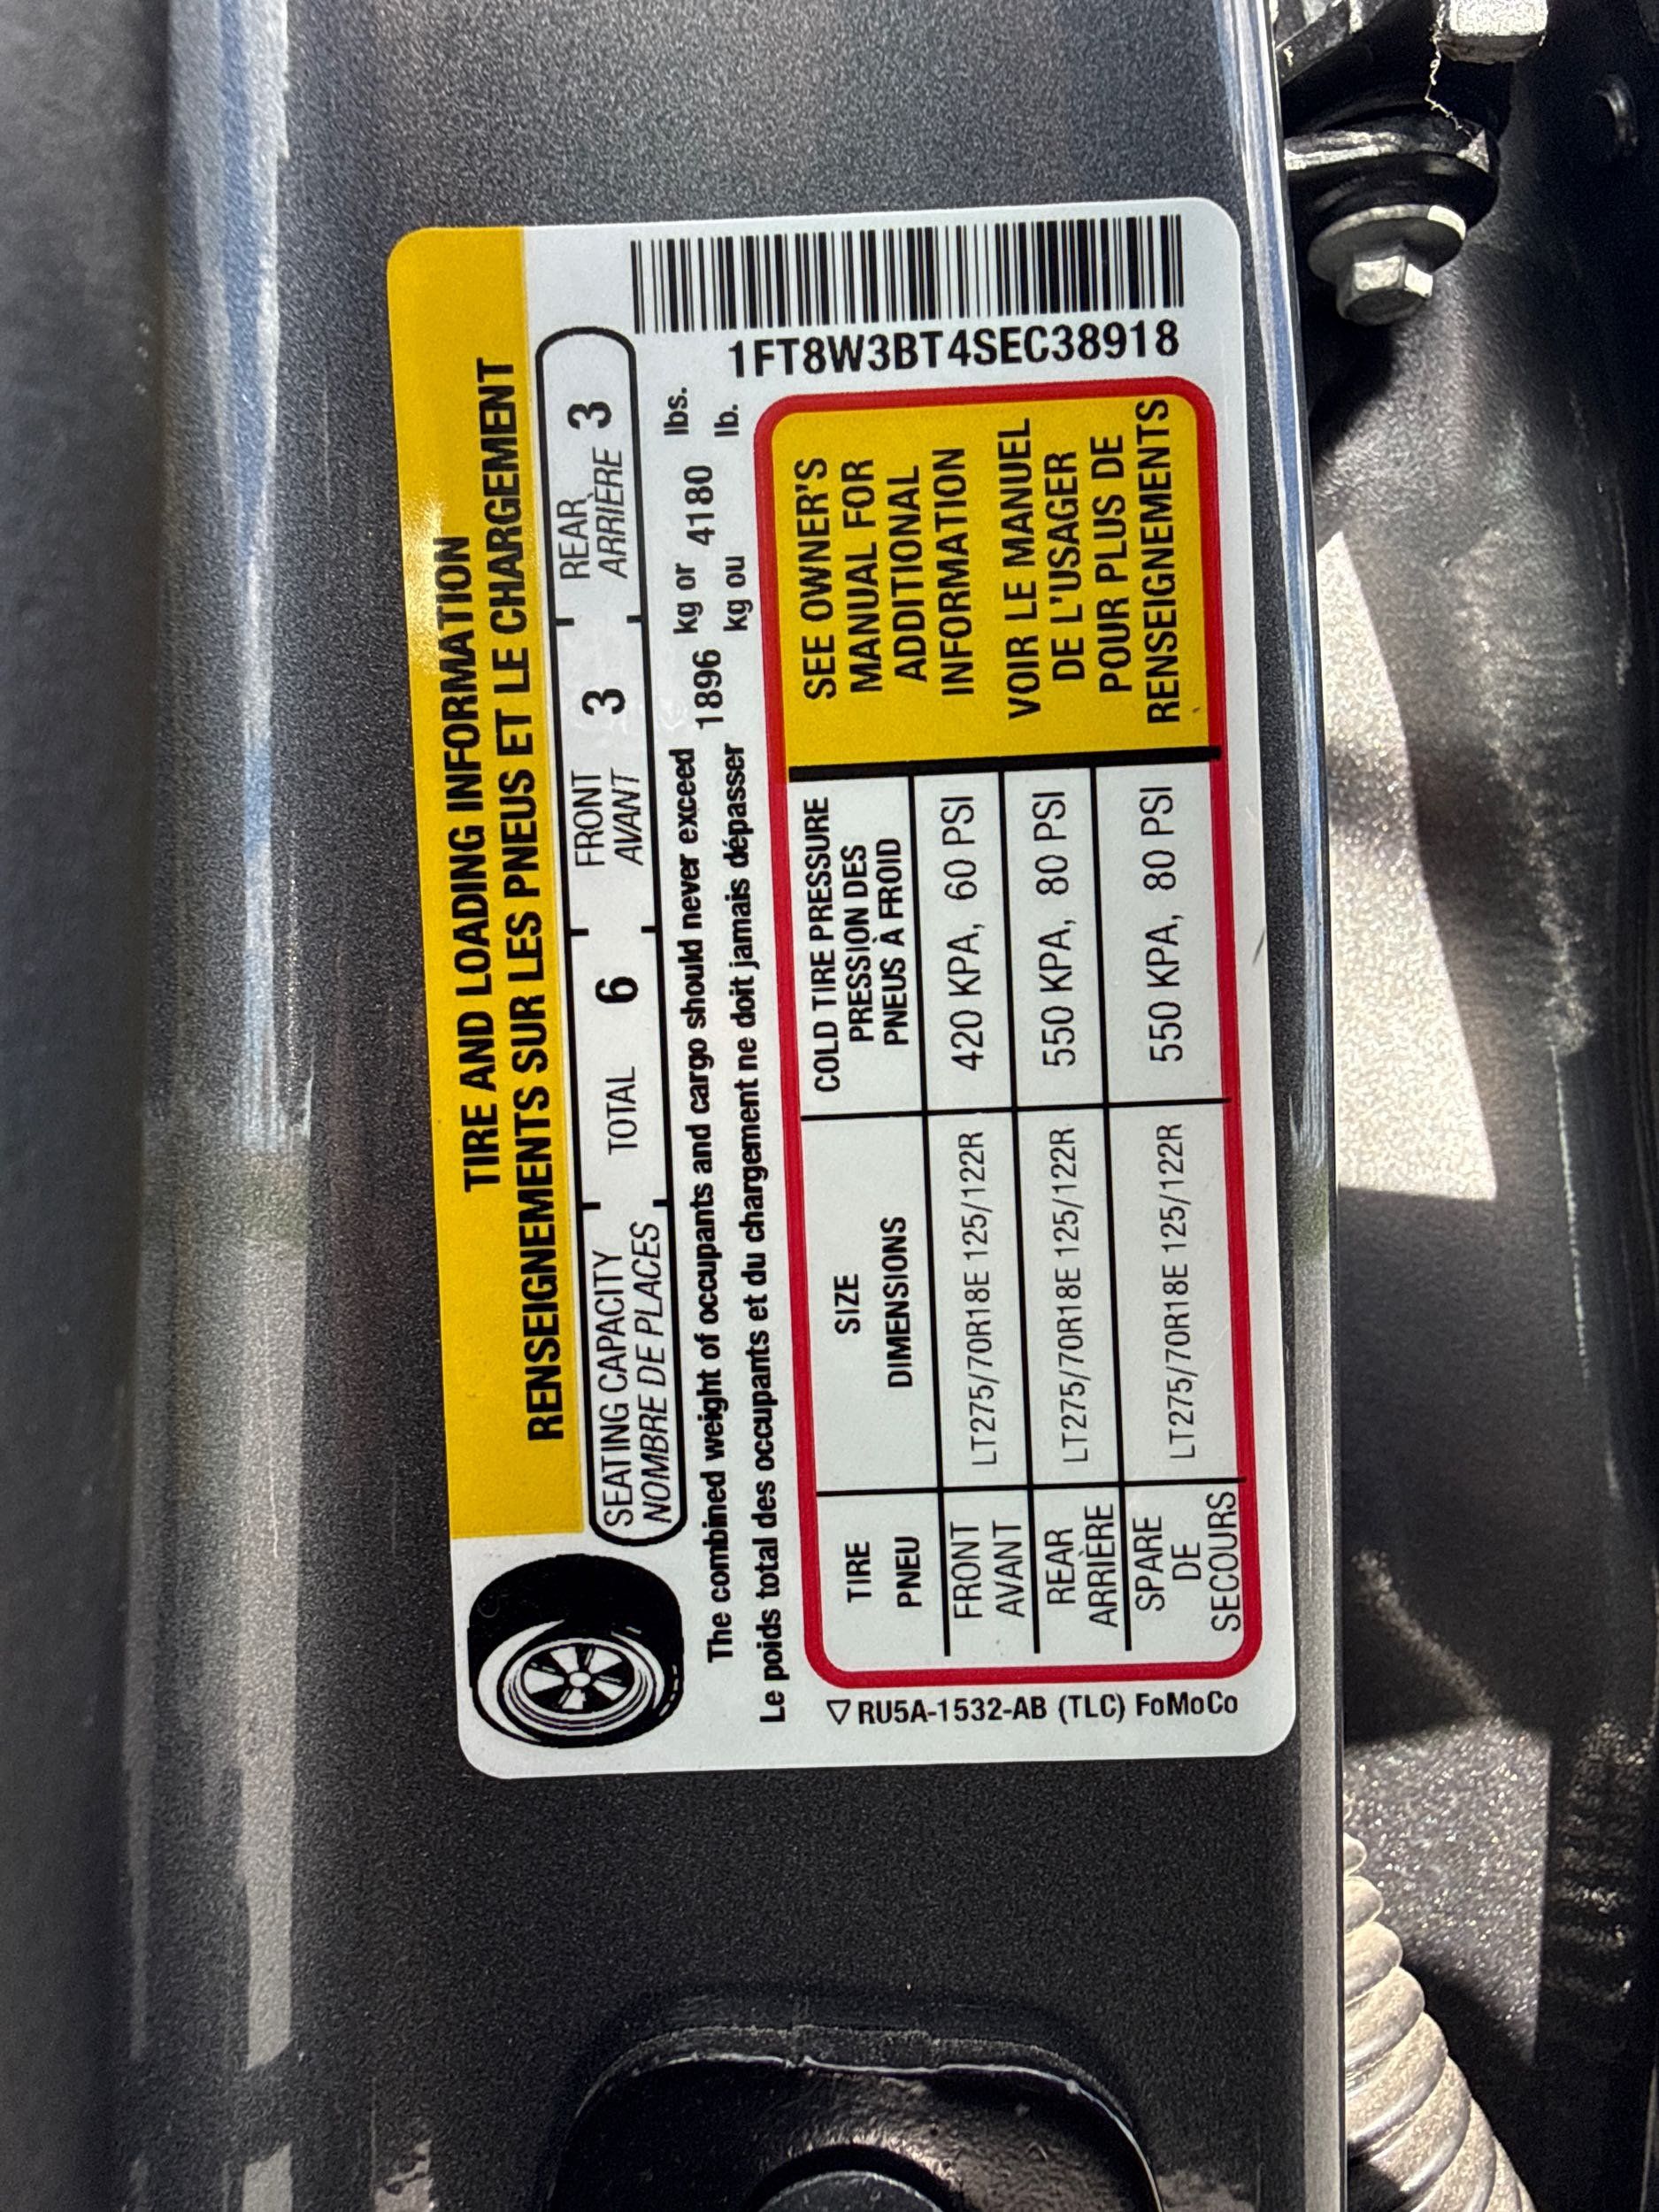 TIRE AND LOADING INFORMATION
RENSEIGNEMENTS SUR LES PNEUS ET LE CHARGEMENT
SEATING CAPACITY TOTAL 6 FRONT 3 REAR 3
NOMBRE DE PLACES AVANT ARRIÈRE
The combined weight of occupants and cargo should never exceed 1896 kg or 4180 lbs.
Le poids total des occupants et du chargement ne doit jamais dépasser kg ou lb.
TIRE SIZE COLD TIRE PRESSURE
PNEU DIMENSIONS PRESSION DES
PNEUS À FROID
FRONT LT275/70R18E 125/122R 420 KPA, 60 PSI
AVANT
REAR LT275/70R18E 125/122R 550 KPA, 80 PSI
ARRIÈRE
SPARE LT275/70R18E 125/122R 550 KPA, 80 PSI
DE
SECOURS
SEE OWNER'S
MANUAL FOR
ADDITIONAL
INFORMATION
VOIR LE MANUEL
DE L'USAGER
POUR PLUS DE
RENSEIGNEMENTS
1FT8W3BT4SEC38918
RU5A-1532-AB (TLC) FoMoCo